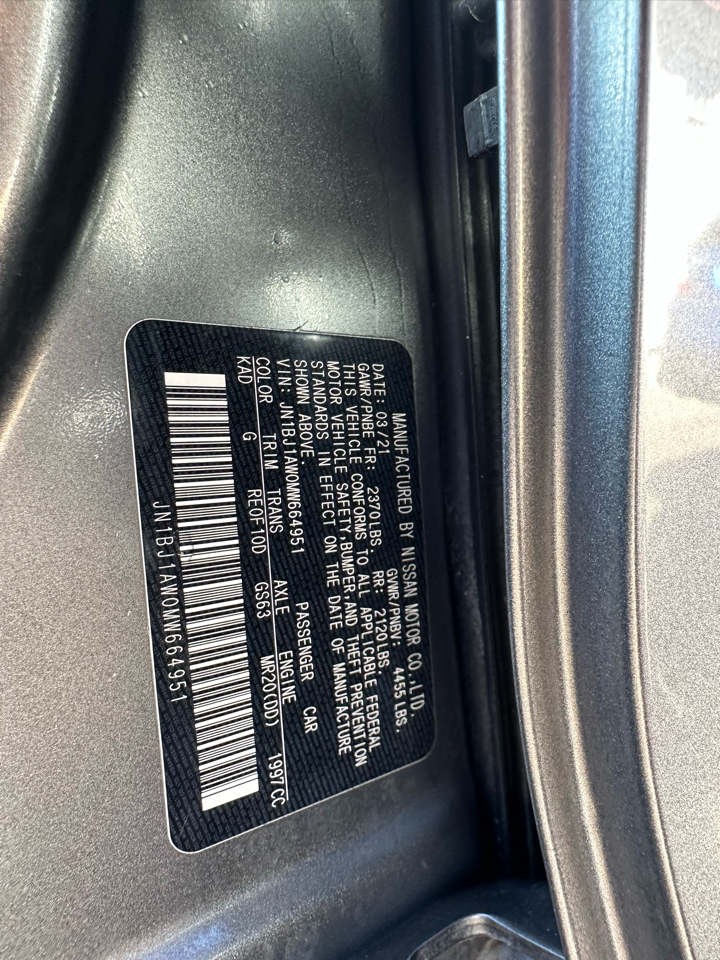 MANUFACTURED BY NISSAN MOTOR CO.,LTD.
DATE: 03/21 GVWR/PNBV: 4455LBS.
GAWR/PNBE FR: 2370LBS. RR: 2120LBS.
THIS VEHICLE CONFORMS TO ALL APPLICABLE FEDERAL
MOTOR VEHICLE SAFETY,BUMPER,AND THEFT PREVENTION
STANDARDS IN EFFECT ON THE DATE OF MANUFACTURE
SHOWN ABOVE.
VIN: JN1BJ1AW0MW664951 PASSENGER CAR
COLOR TRIM TRANS AXLE ENGINE
KAD G RE0F10D GS63 MR20(DD) 1997CC
JN1BJ1AW0MW664951